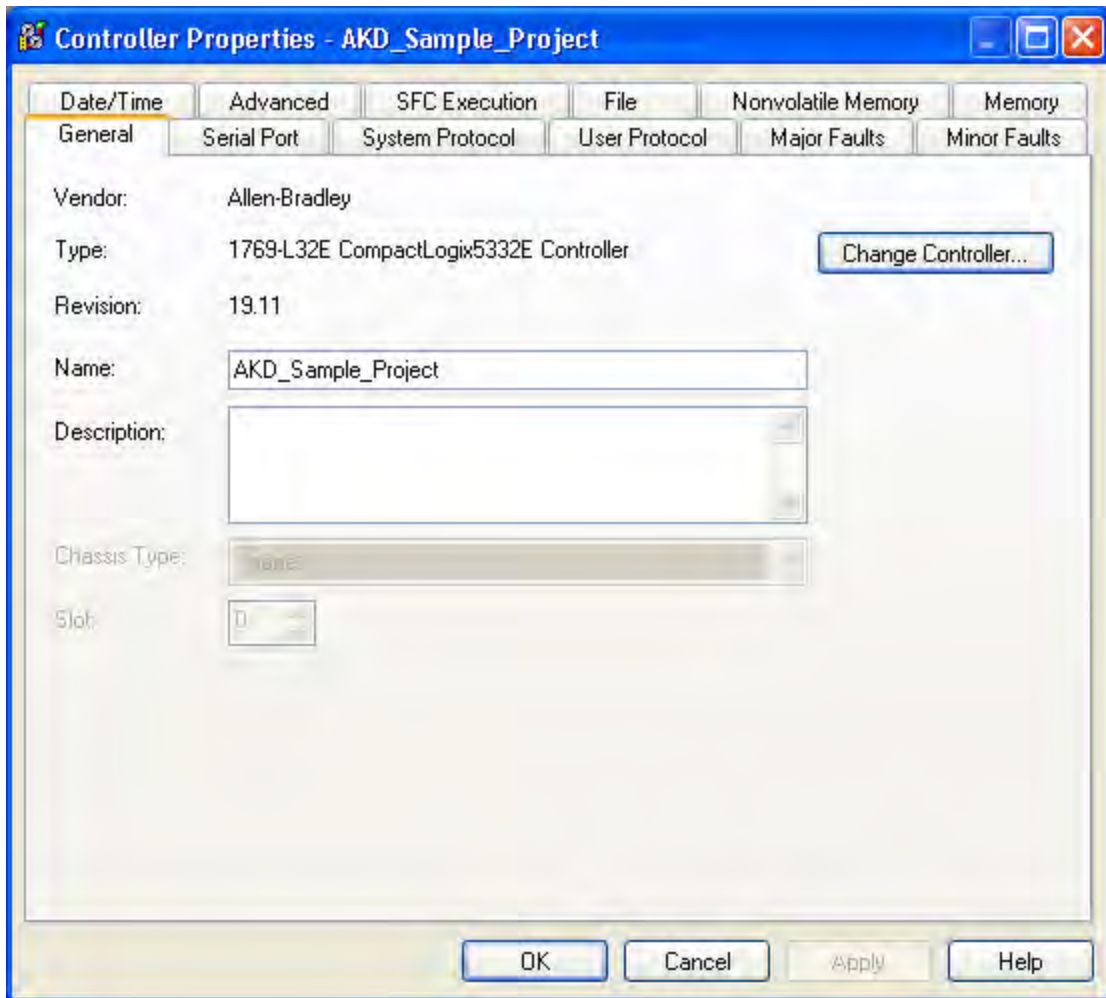 Controller Properties - AKD_Sample_Project
Date/Time Advanced SFC Execution File Nonvolatile Memory Memory
General Serial Port System Protocol User Protocol Major Faults Minor Faults
Vendor: Allen-Bradley
Type: 1769-L32E CompactLogix5332E Controller Change Controller...
Revision: 19.11
Name: AKD_Sample_Project
Description:
Chassis Type:
Slot: 0
OK Cancel Apply Help